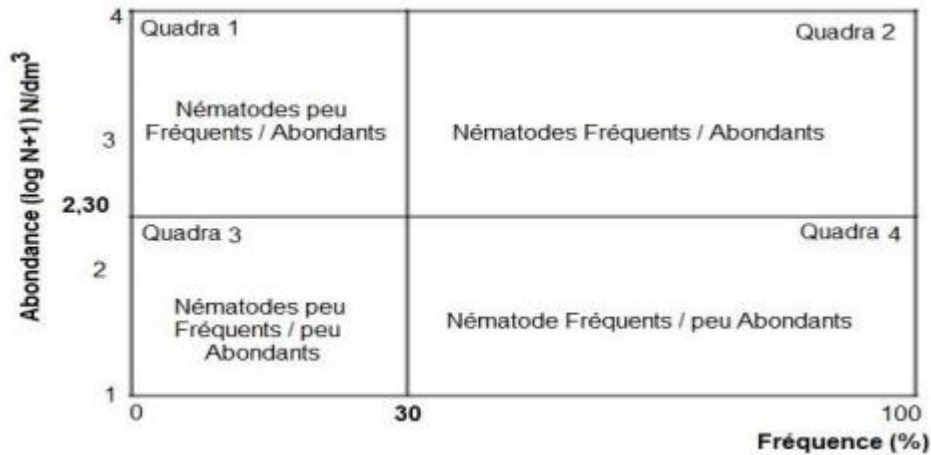 Abondance (log N+1) N/dm³
4
3
2,30
2
1
Quadra 1
Nématodes peu
Fréquents / Abondants
Quadra 2
Nématodes Fréquents / Abondants
Quadra 3
Nématodes peu
Fréquents / peu
Abondants
Quadra 4
Nématode Fréquents / peu Abondants
0
30
100
Fréquence (%)